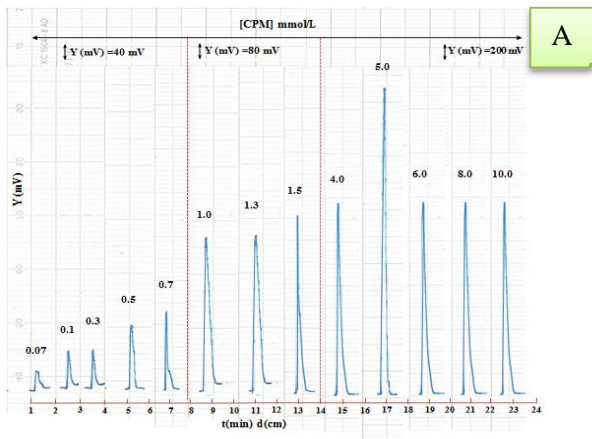 [CPM] mmol/L
Y (mV) =40 mV
Y (mV) =80 mV
Y (mV) =200 mV
A
5.0
4.0
6.0
8.0
10.0
1.5
1.3
1.0
0.7
0.5
0.3
0.1
0.07
Y(mV)
1 2 3 4 5 6 7 8 9 10 11 12 13 14 15 16 17 18 19 20 21 22 23 24
t(min) d(cm)